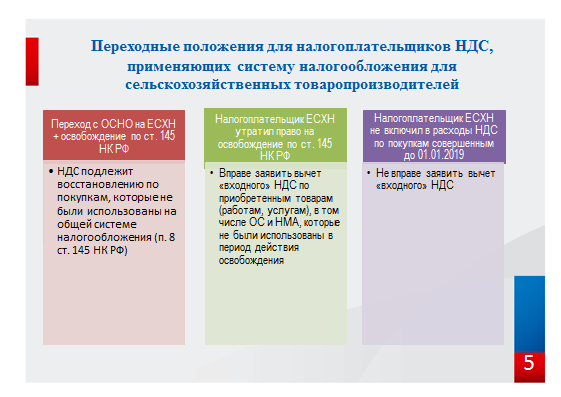 Переходные положения для налогоплательщиков НДС,
применяющих систему налогообложения для
сельскохозяйственных товаропроизводителей
Переход с ОСНО на ЕСХН
+ освобождение по ст. 145
НК РФ
• НДС подлежит
восстановлению по
покупкам, которые не
были использованы на
общей системе
налогообложения (п. 8
ст. 145 НК РФ)
Налогоплательщик ЕСХН
утратил право на
освобождение по ст. 145
НК РФ
• Вправе заявить вычет
«входного» НДС по
приобретенным товарам
(работам, услугам), в том
числе ОС и НМА, которые
не были использованы в
период действия
освобождения
Налогоплательщик ЕСХН
не включил в расходы НДС
по покупкам совершенным
до 01.01.2019
• Не вправе заявить вычет
«входного» НДС
5